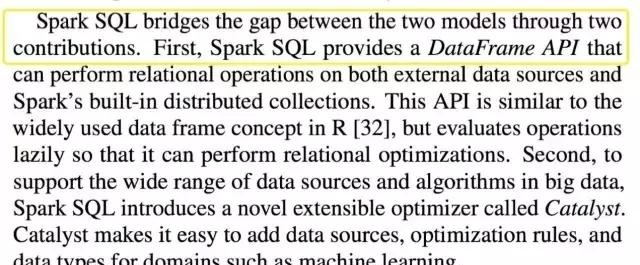 Spark SQL bridges the gap between the two models through two
contributions. First, Spark SQL provides a DataFrame API that
can perform relational operations on both external data sources and
Spark's built-in distributed collections. This API is similar to the
widely used data frame concept in R [32], but evaluates operations
lazily so that it can perform relational optimizations. Second, to
support the wide range of data sources and algorithms in big data,
Spark SQL introduces a novel extensible optimizer called Catalyst.
Catalyst makes it easy to add data sources, optimization rules, and
data types for domains such as machine learning.